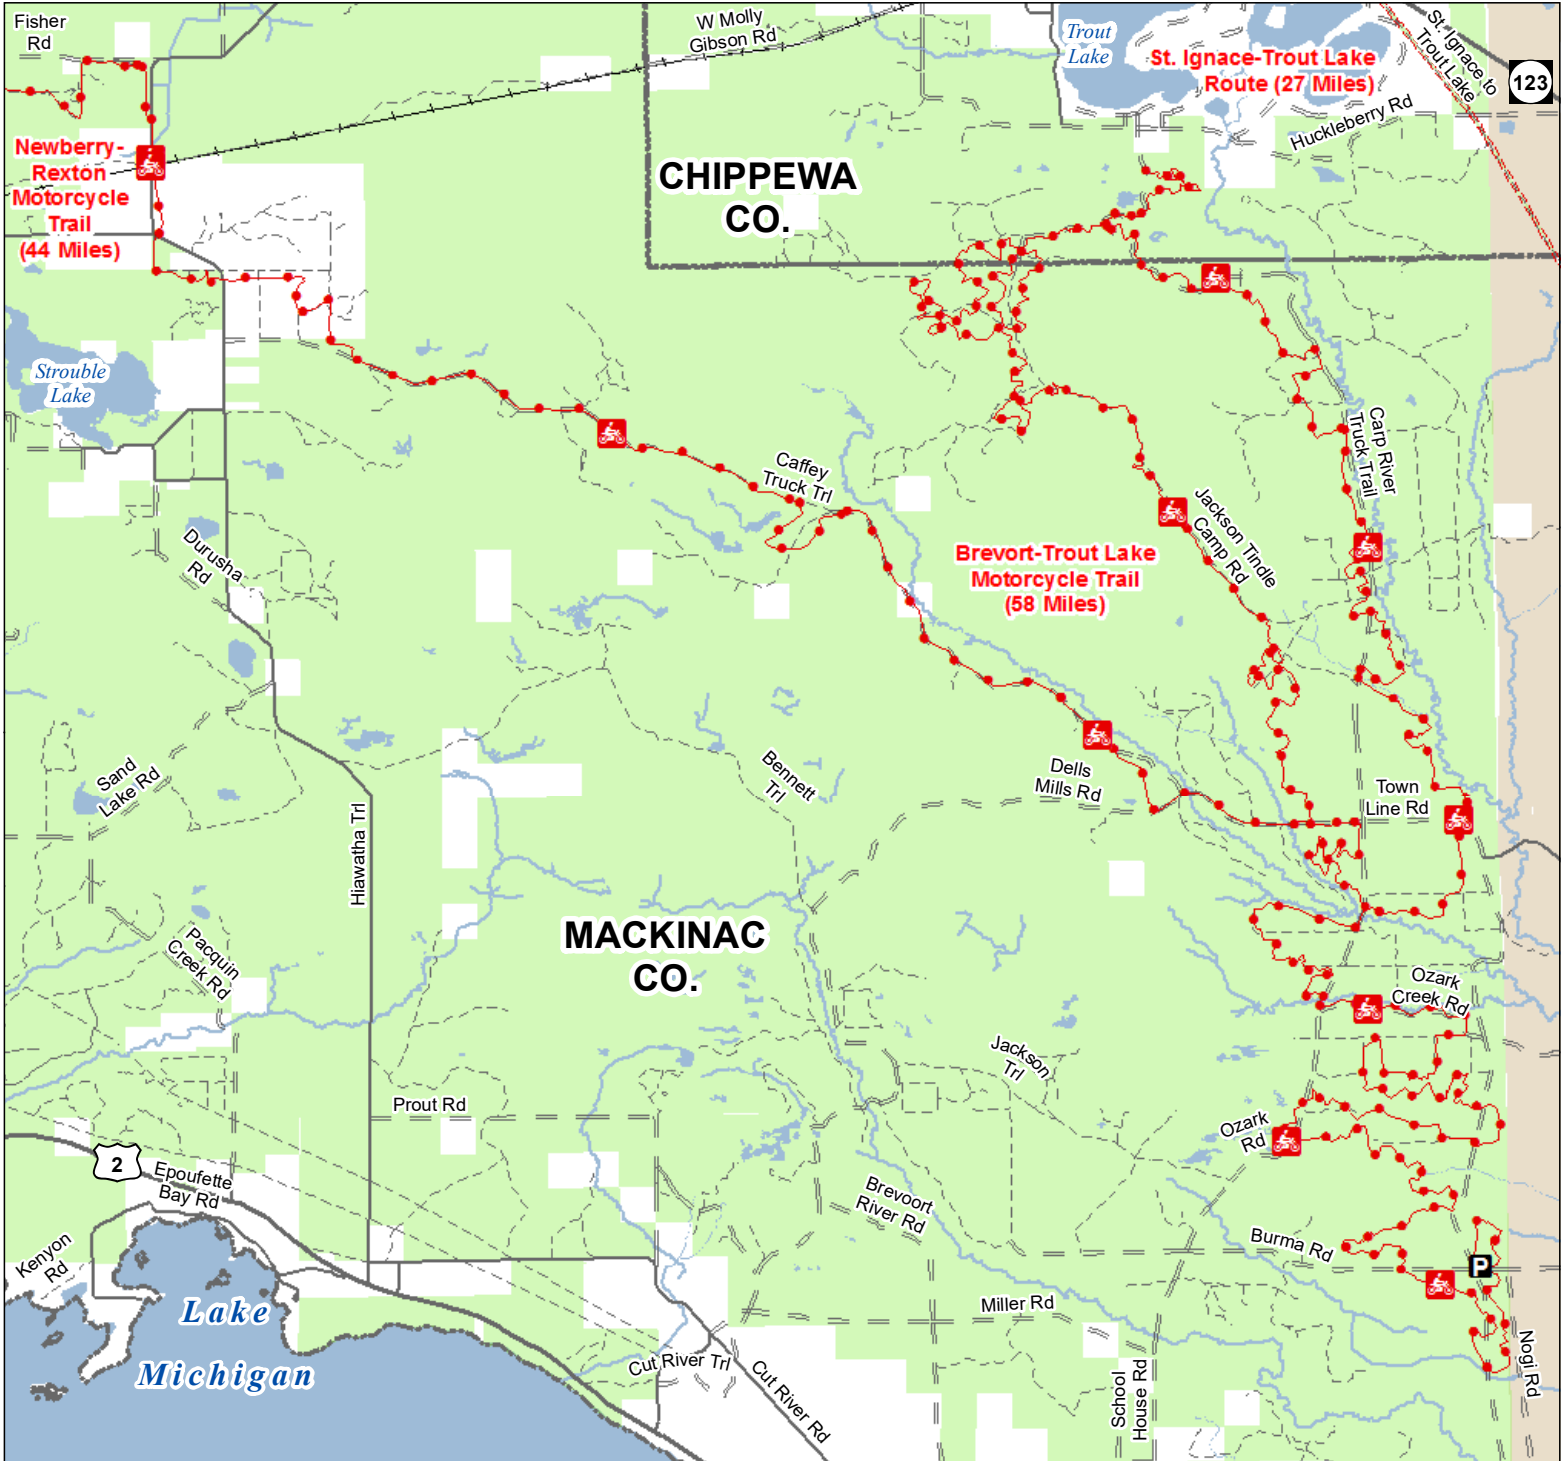 Fisher
Rd
W Molly
Gibson Rd
Trout
Lake
St. Ignace-Trout Lake
Route (27 Miles)
St. Ignace to
Trout Lake
123
Huckleberry Rd
Newberry-
Rexton
Motorcycle
Trail
(44 Miles)
CHIPPEWA
CO.
Strouble
Lake
Caffey
Truck Trl
Carp River
Truck Trail
Jackson Tindle
Camp Rd
Brevort-Trout Lake
Motorcycle Trail
(58 Miles)
Durusha
Rd
Sand
Lake Rd
Bennett
Trl
Dells
Mills Rd
Town
Line Rd
Hiawatha Trl
MACKINAC
CO.
Pacquin
Creek Rd
Ozark
Creek Rd
Jackson
Trl
Prout Rd
Ozark
Rd
2
Epoufette
Bay Rd
Brevoort
River Rd
Kenyon
Rd
Burma Rd
P
Lake
Michigan
Miller Rd
Cut River Trl
Cut River Rd
School
House Rd
Nogi Rd